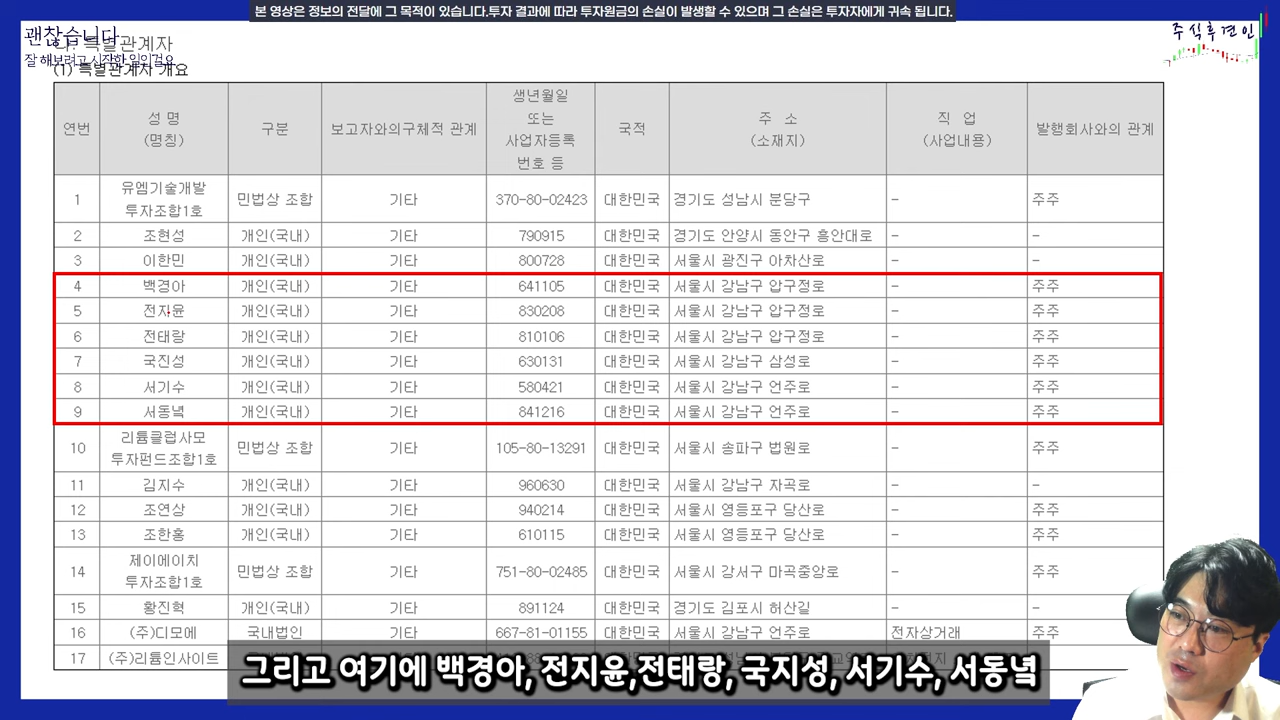 본 영상은 정보의 전달에 그 목적이 있습니다.투자 결과에 따라 투자원금의 손실이 발생할 수 있으며 그 손실은 투자자에게 귀속 됩니다.
괜찮습니다
잘 해보려고 시작한 일인걸요
주식후견인
특별관계자
(1) 특별관계자 개요
연번 성 명 (명칭) 구분 보고자와의구체적 관계 생년월일 또는 사업자등록 번호 등 국적 주 소 (소재지) 직 업 (사업내용) 발행회사와의 관계
1 유엠기술개발 투자조합1호 민법상 조합 기타 370-80-02423 대한민국 경기도 성남시 분당구 - 주주
2 조현성 개인(국내) 기타 790915 대한민국 경기도 안양시 동안구 흥안대로 - -
3 이한민 개인(국내) 기타 800728 대한민국 서울시 광진구 아차산로 - -
4 백경아 개인(국내) 기타 641105 대한민국 서울시 강남구 압구정로 - 주주
5 전지윤 개인(국내) 기타 830208 대한민국 서울시 강남구 압구정로 - 주주
6 전태랑 개인(국내) 기타 810106 대한민국 서울시 강남구 압구정로 - 주주
7 국진성 개인(국내) 기타 630131 대한민국 서울시 강남구 삼성로 - 주주
8 서기수 개인(국내) 기타 580421 대한민국 서울시 강남구 언주로 - 주주
9 서동녘 개인(국내) 기타 841216 대한민국 서울시 강남구 언주로 - 주주
10 리튬클럽사모 투자펀드조합1호 민법상 조합 기타 105-80-13291 대한민국 서울시 송파구 법원로 - 주주
11 김지수 개인(국내) 기타 960630 대한민국 서울시 강남구 자곡로 - -
12 조연상 개인(국내) 기타 940214 대한민국 서울시 영등포구 당산로 - 주주
13 조한홍 개인(국내) 기타 610115 대한민국 서울시 영등포구 당산로 - 주주
14 제이에이치 투자조합1호 민법상 조합 기타 751-80-02485 대한민국 서울시 강서구 마곡중앙로 - 주주
15 황진혁 개인(국내) 기타 891124 대한민국 경기도 김포시 허산길 - -
16 (주)디모에 국내법인 기타 667-81-01155 대한민국 서울시 강남구 언주로 전자상거래 주주
17 (주)리튬인사이트
그리고 여기에 백경아, 전지윤,전태랑, 국지성, 서기수, 서동녘